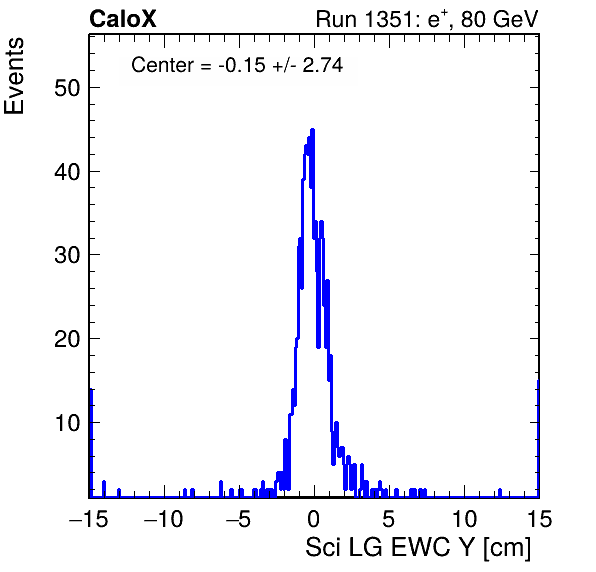 CaloX Run 1351: e⁺, 80 GeV
Center = -0.15 +/- 2.74
Events
50
40
30
20
10
−15 −10 −5 0 5 10 15
Sci LG EWC Y [cm]